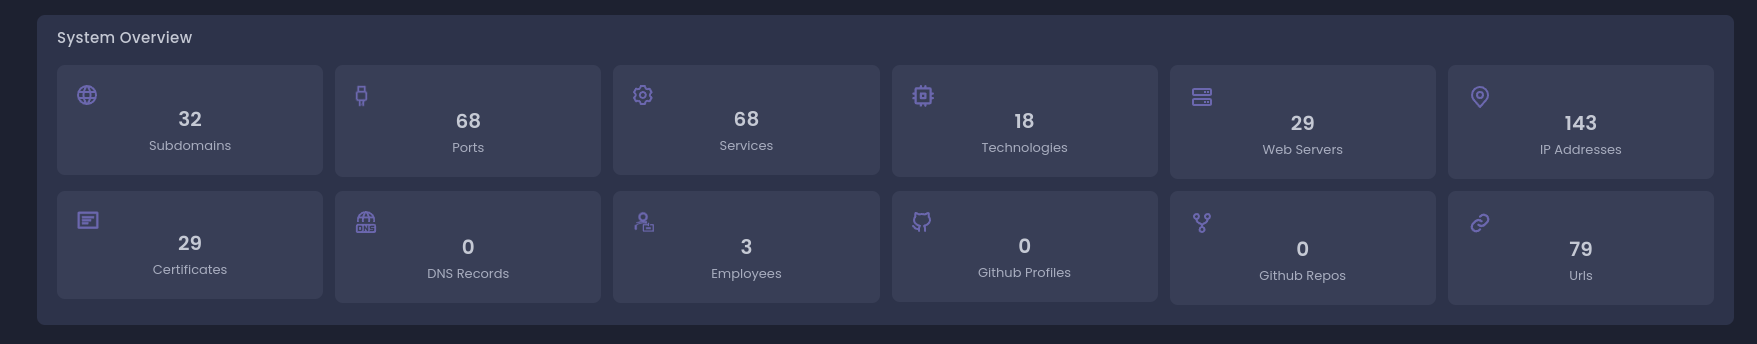 System Overview
32
Subdomains
68
Ports
68
Services
18
Technologies
29
Web Servers
143
IP Addresses
29
Certificates
DNS
0
DNS Records
3
Employees
0
Github Profiles
0
Github Repos
79
Urls